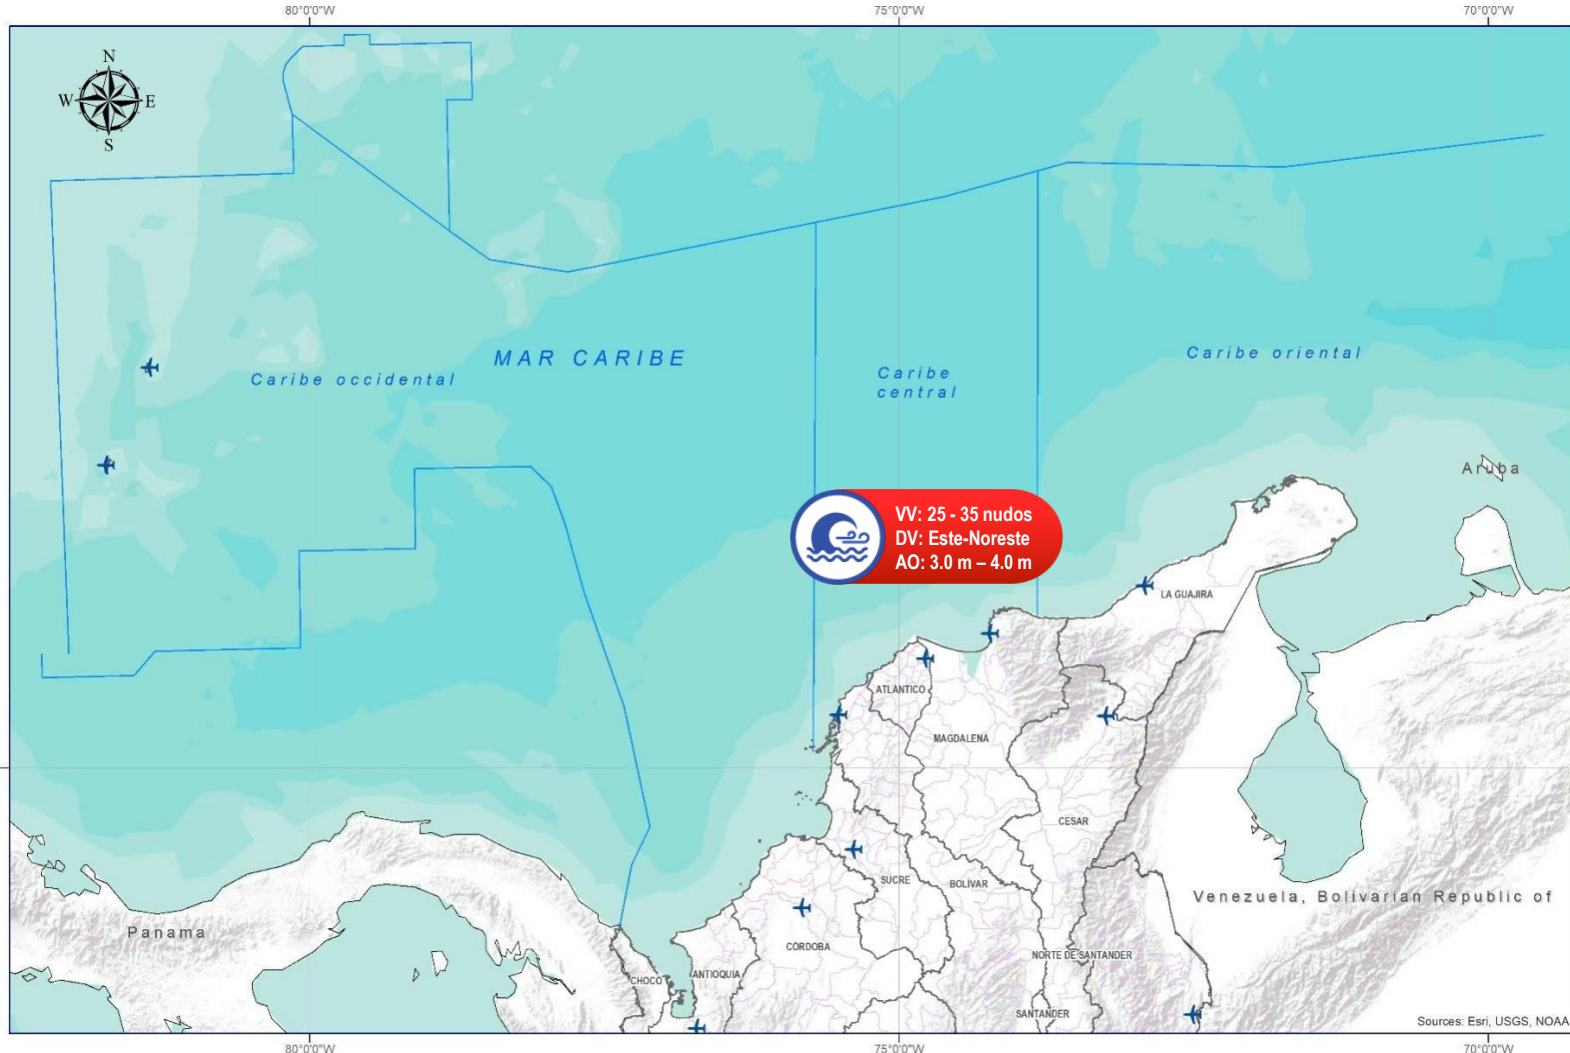 80°0'0"W
75°0'0"W
70°0'0"W
N
W
E
S
MAR CARIBE
Caribe occidental
Caribe
central
Caribe oriental
Aruba
VV: 25 - 35 nudos
DV: Este-Noreste
AO: 3.0 m – 4.0 m
LA GUAJIRA
ATLANTICO
MAGDALENA
CESAR
SUCRE
BOLIVAR
Venezuela, Bolivarian Republic of
Panama
CORDOBA
NORTE DE SANTANDER
CHOCO
ANTIOQUIA
SANTANDER
Sources: Esri, USGS, NOAA
80°0'0"W
75°0'0"W
70°0'0"W